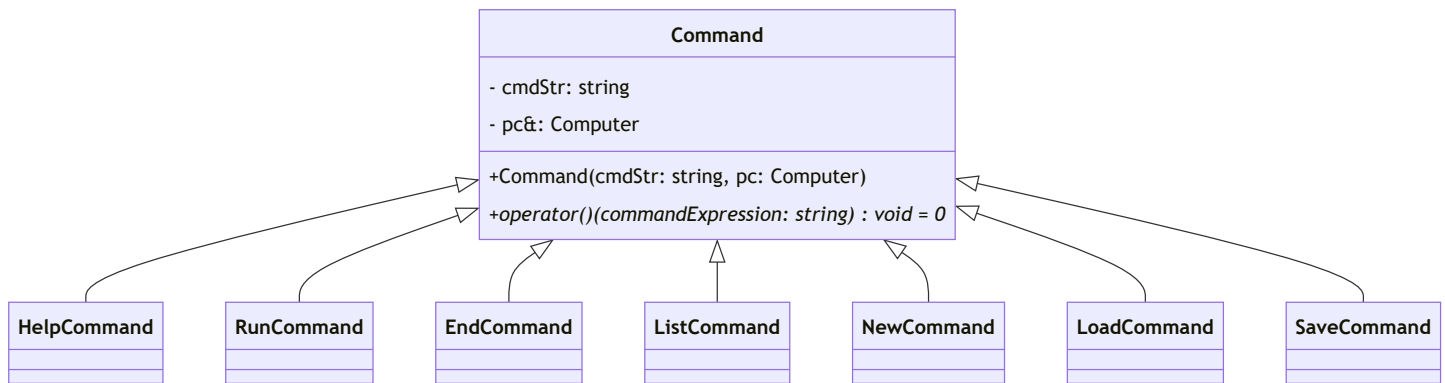 Command
- cmdStr: string
- pc&: Computer
+Command(cmdStr: string, pc: Computer)
+operator()(commandExpression: string) : void = 0
HelpCommand
RunCommand
EndCommand
ListCommand
NewCommand
LoadCommand
SaveCommand